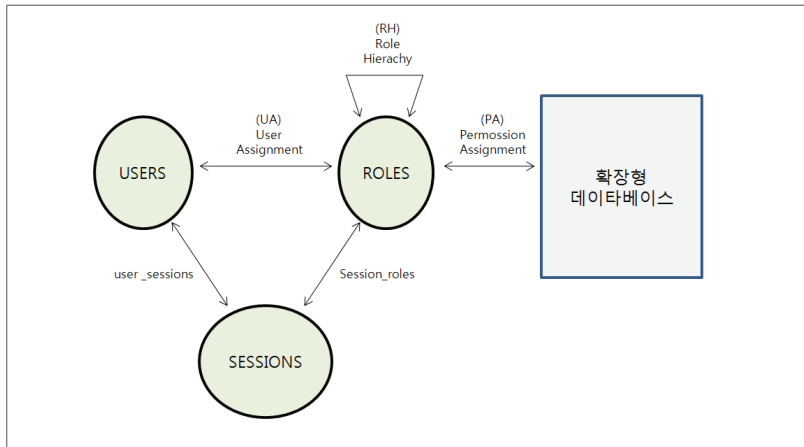 (RH)
Role
Hierachy
(UA)
User
Assignment
(PA)
Permossion
Assignment
USERS
ROLES
확장형
데이타베이스
user _sessions
Session_roles
SESSIONS